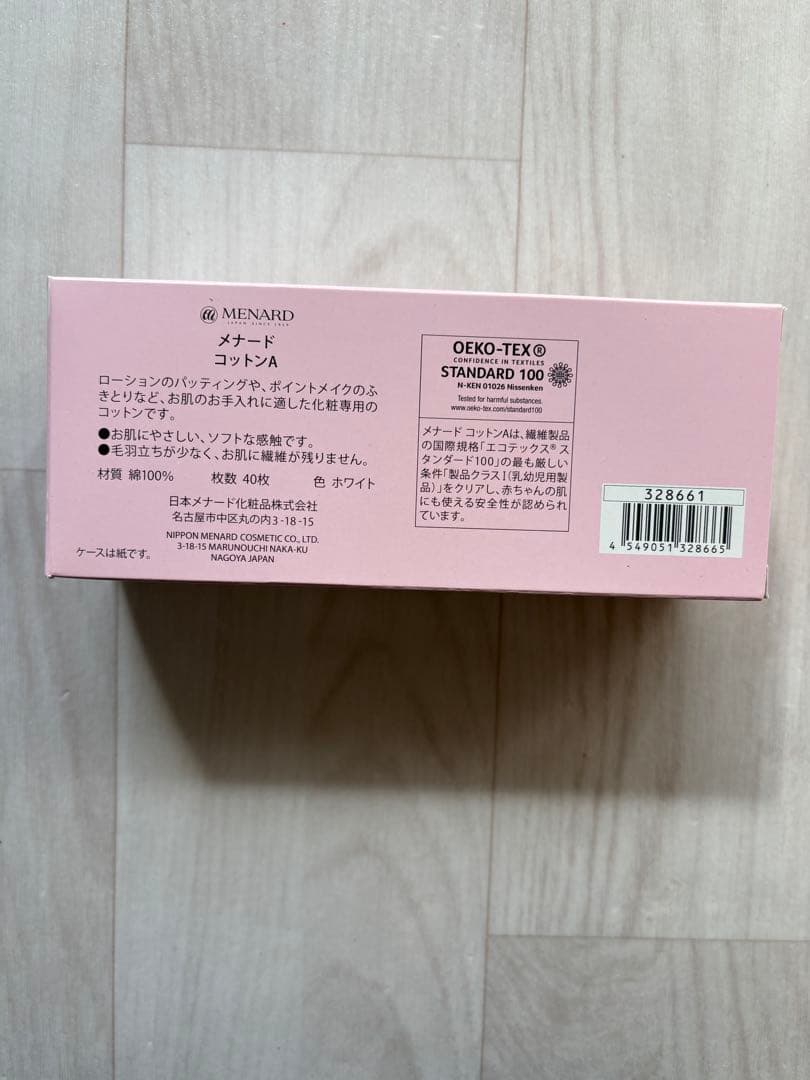 MENARD
JAPAN SINCE 1959
メナード
コットンA
ローションのパッティングや、ポイントメイクのふ
きとりなど、お肌のお手入れに適した化粧専用の
コットンです。
●お肌にやさしい、ソフトな感触です。
●毛羽立ちが少なく、お肌に繊維が残りません。
材質 綿100% 枚数 40枚 色 ホワイト
日本メナード化粧品株式会社
名古屋市中区丸の内3-18-15
NIPPON MENARD COSMETIC CO., LTD.
3-18-15 MARUNOUCHI NAKA-KU
NAGOYA JAPAN
ケースは紙です。
OEKO-TEX®
CONFIDENCE IN TEXTILES
STANDARD 100
N-KEN 01026 Nissenken
Tested for harmful substances.
www.oeko-tex.com/standard100
メナード コットンAは、繊維製品
の国際規格「エコテックス® ス
タンダード100」の最も厳しい
条件「製品クラスⅠ(乳幼児用製
品)」をクリアし、赤ちゃんの肌
にも使える安全性が認められ
ています。
328661
4 549051 328665